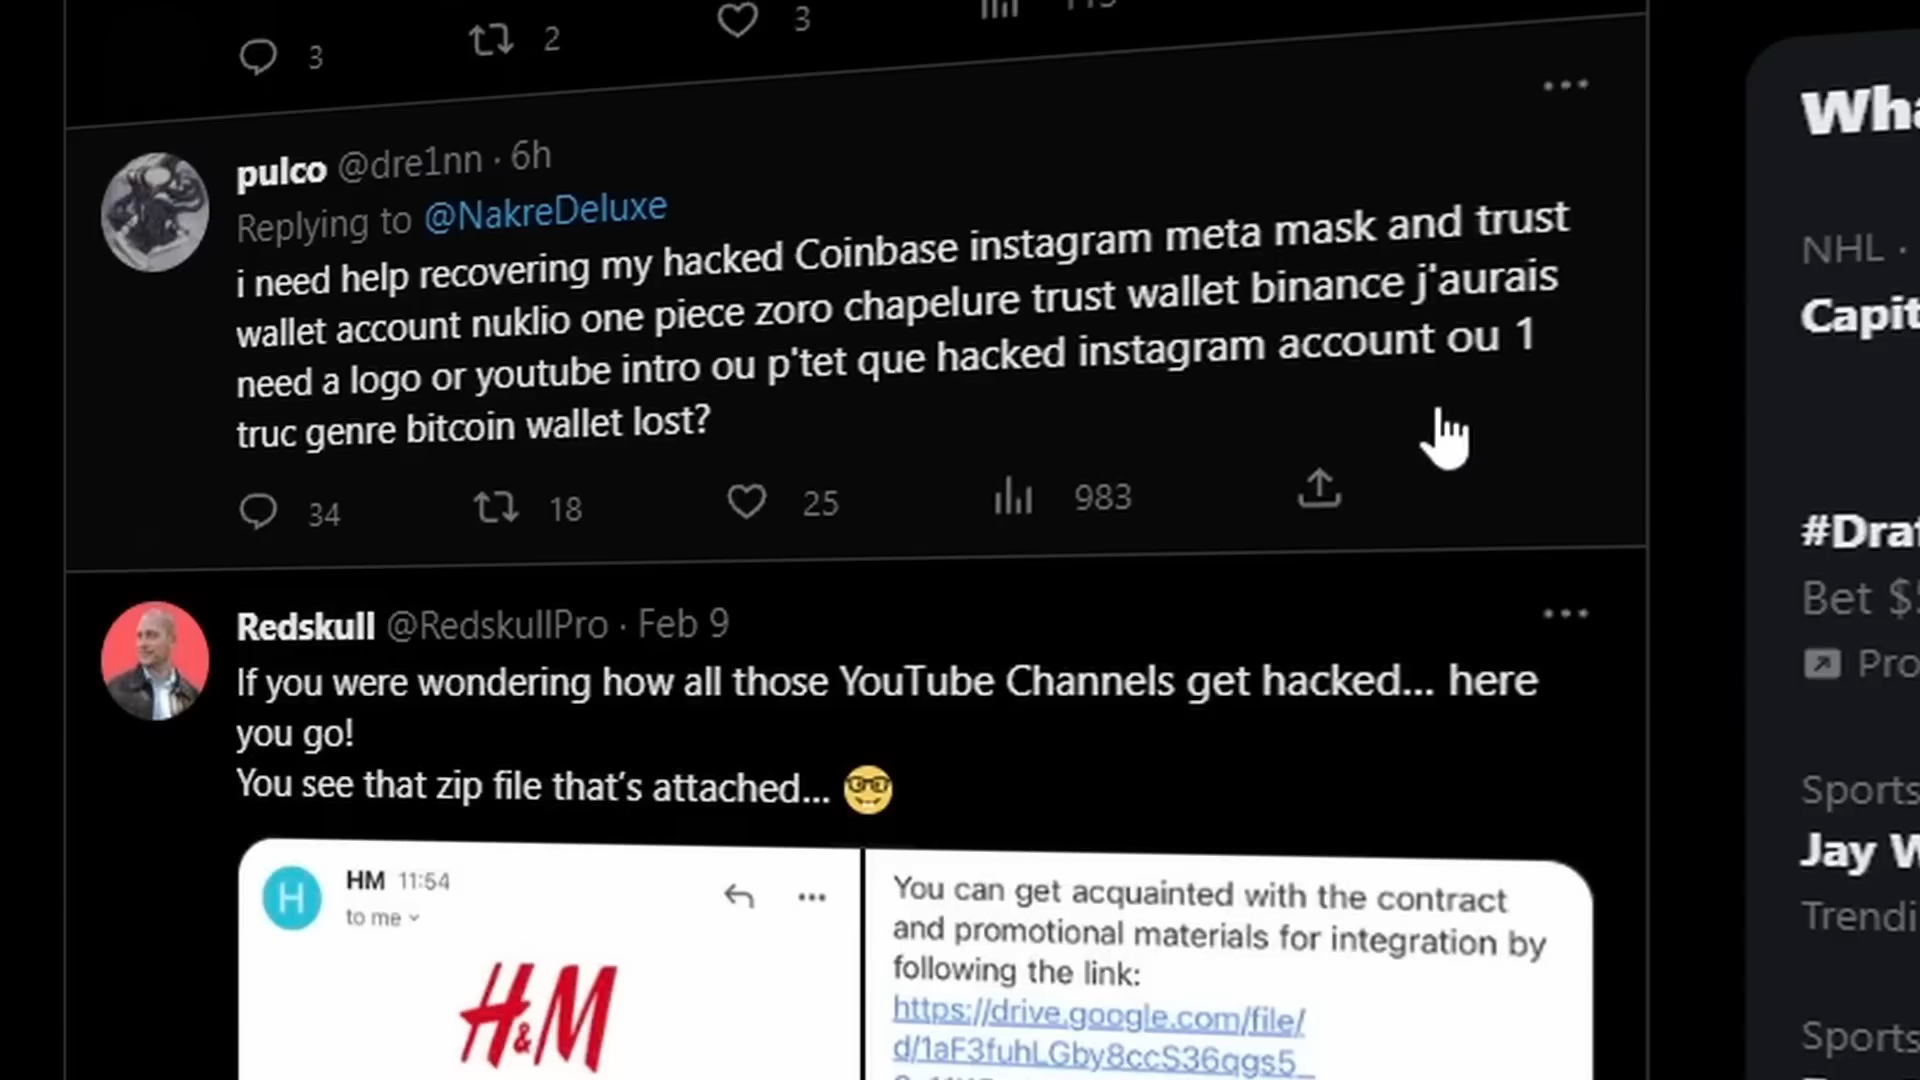 3 2 3
pulco @dre1nn · 6h
Replying to @NakreDeluxe
i need help recovering my hacked Coinbase instagram meta mask and trust
wallet account nuklio one piece zoro chapelure trust wallet binance j'aurais
need a logo or youtube intro ou p'tet que hacked instagram account ou 1
truc genre bitcoin wallet lost?
34 18 25 983
Redskull @RedskullPro · Feb 9
If you were wondering how all those YouTube Channels get hacked... here
you go!
You see that zip file that's attached... 🤓
H
HM 11:54
to me
H&M
You can get acquainted with the contract
and promotional materials for integration by
following the link:
https://drive.google.com/file/
d/1aF3fuhLGby8ccS36qgs5_
Wha
NHL ·
Capit
#Draf
Bet $5
Pro
Sports
Jay W
Trendi
Sports